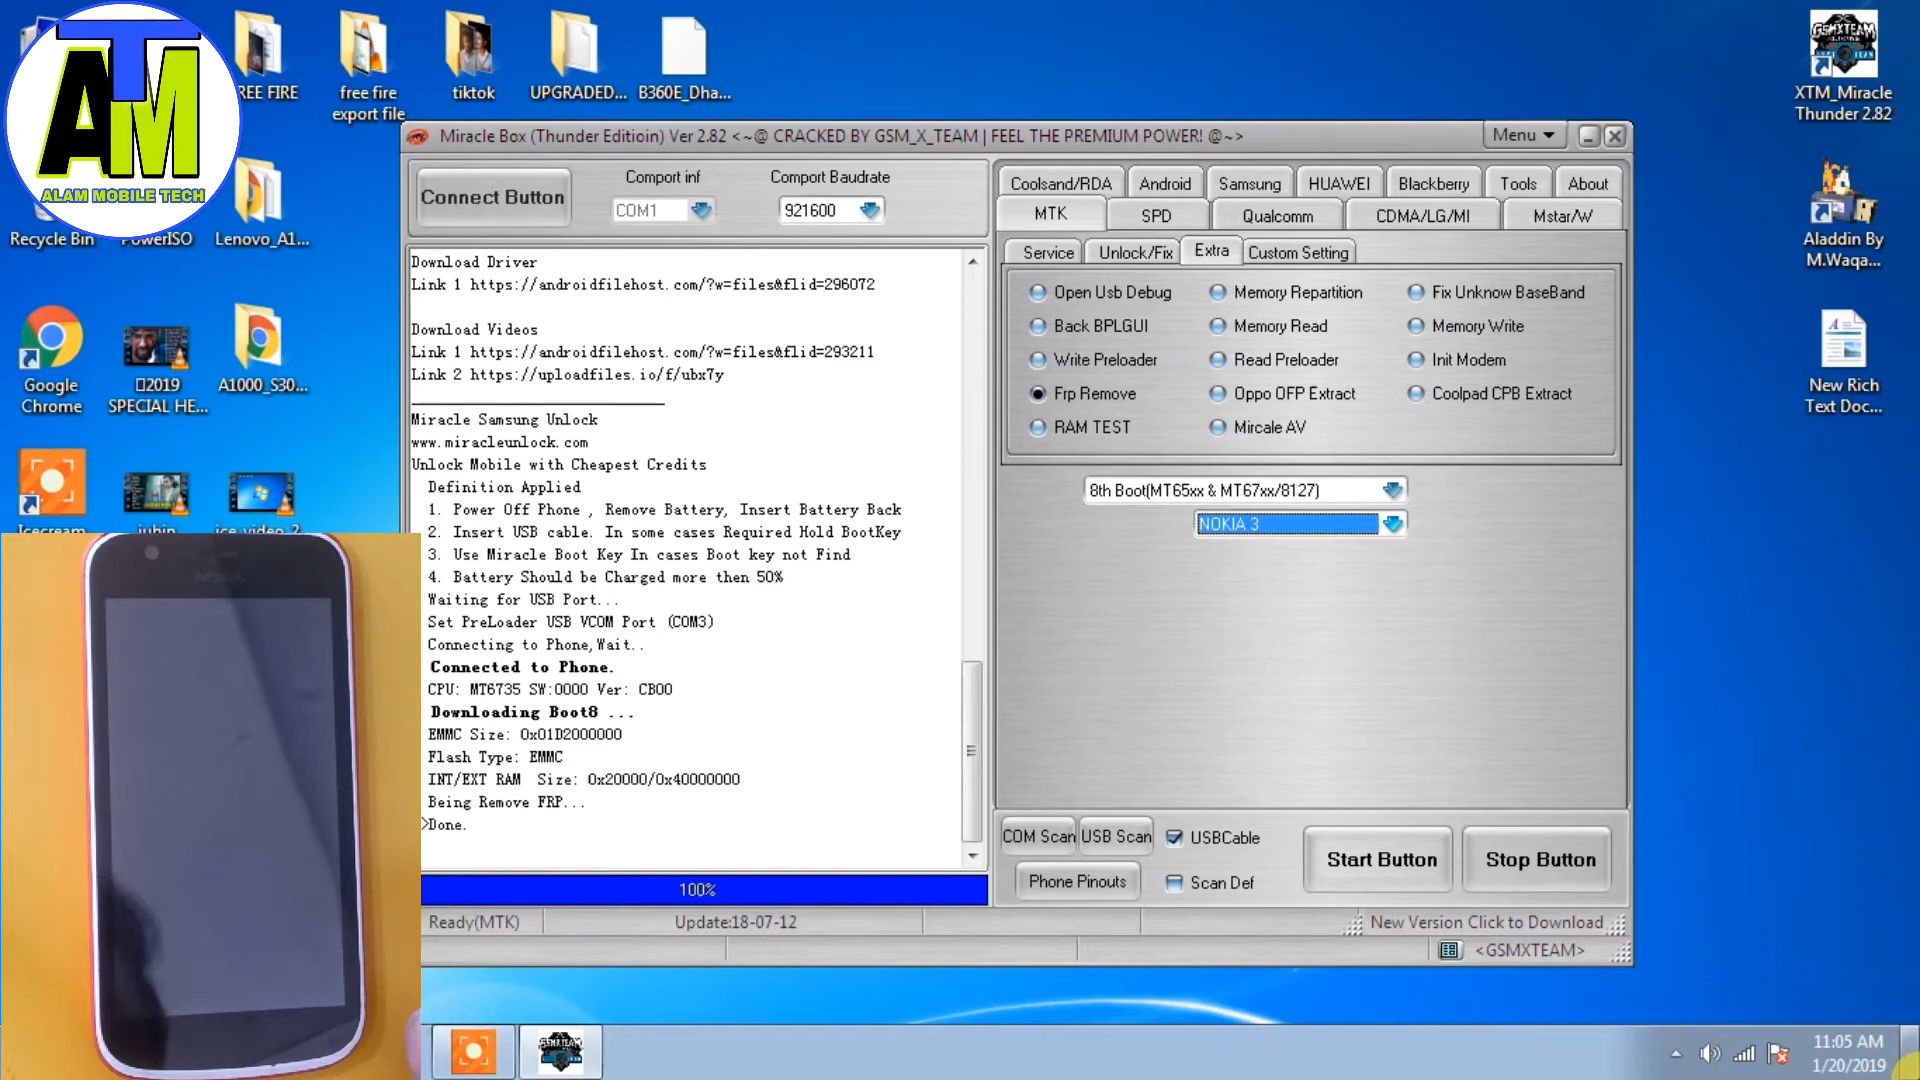 ATM
ALAM MOBILE TECH
REE FIRE
free fire
export file
tiktok
UPGRADED...
B360E_Dha...
Recycle Bin
PowerISO
Lenovo_A1...
Google
Chrome
2019
SPECIAL HE...
A1000_S30...
Icecream
jubin
ice_video_2
XTM_Miracle
Thunder 2.82
Aladdin By
M.Waqa...
New Rich
Text Doc...
Miracle Box (Thunder Editioin) Ver 2.82 <~@ CRACKED BY GSM_X_TEAM | FEEL THE PREMIUM POWER! @~>
Menu
Connect Button
Comport inf
COM1
Comport Baudrate
921600
Download Driver
Link 1 https://androidfilehost.com/?w=files&flid=296072
Download Videos
Link 1 https://androidfilehost.com/?w=files&flid=293211
Link 2 https://uploadfiles.io/f/ubx7y
Miracle Samsung Unlock
www.miracleunlock.com
Unlock Mobile with Cheapest Credits
Definition Applied
1. Power Off Phone , Remove Battery, Insert Battery Back
2. Insert USB cable. In some cases Required Hold BootKey
3. Use Miracle Boot Key In cases Boot key not Find
4. Battery Should be Charged more then 50%
Waiting for USB Port...
Set PreLoader USB VCOM Port (COM3)
Connecting to Phone,Wait..
Connected to Phone.
CPU: MT6735 SW:0000 Ver: CB00
Downloading Boot8 ...
EMMC Size: 0x01D2000000
Flash Type: EMMC
INT/EXT RAM Size: 0x20000/0x40000000
Being Remove FRP...
>Done.
100%
Ready(MTK)
Update:18-07-12
New Version Click to Download
<GSMXTEAM>
Coolsand/RDA
Android
Samsung
HUAWEI
Blackberry
Tools
About
MTK
SPD
Qualcomm
CDMA/LG/MI
Mstar/W
Service
Unlock/Fix
Extra
Custom Setting
Open Usb Debug
Memory Repartition
Fix Unknow BaseBand
Back BPLGUI
Memory Read
Memory Write
Write Preloader
Read Preloader
Init Modem
Frp Remove
Oppo OFP Extract
Coolpad CPB Extract
RAM TEST
Mircale AV
8th Boot(MT65xx & MT67xx/8127)
NOKIA 3
COM Scan
USB Scan
USBCable
Phone Pinouts
Scan Def
Start Button
Stop Button
NOKIA
GSMXTEAM
GSMXTEAM
11:05 AM
1/20/2019